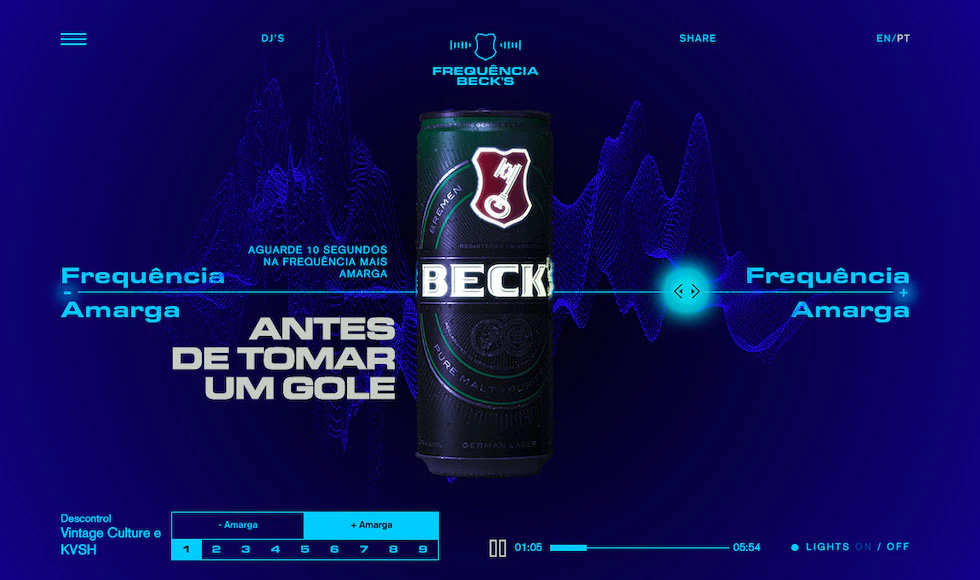 DJ'S
SHARE
EN/PT
FREQUÊNCIA
BECK'S
BREMEN
BECK'S
PURE MALT
GERMAN LAGER
AGUARDE 10 SEGUNDOS
NA FREQUÊNCIA MAIS
AMARGA
Frequência
-
Amarga
Frequência
+
Amarga
ANTES
DE TOMAR
UM GOLE
Descontrol
Vintage Culture e
KVSH
- Amarga
+ Amarga
1 2 3 4 5 6 7 8 9
01:05
05:54
LIGHTS ON / OFF